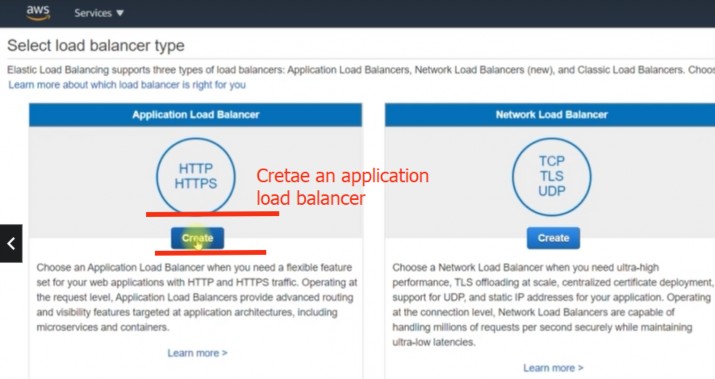 aws
Services ▼
Select load balancer type
Elastic Load Balancing supports three types of load balancers: Application Load Balancers, Network Load Balancers (new), and Classic Load Balancers. Choos
Learn more about which load balancer is right for you
Application Load Balancer
HTTP
HTTPS
Cretae an application
load balancer
Create
Choose an Application Load Balancer when you need a flexible feature
set for your web applications with HTTP and HTTPS traffic. Operating at
the request level, Application Load Balancers provide advanced routing
and visibility features targeted at application architectures, including
microservices and containers.
Learn more >
Network Load Balancer
TCP
TLS
UDP
Create
Choose a Network Load Balancer when you need ultra-high
performance, TLS offloading at scale, centralized certificate deployment,
support for UDP, and static IP addresses for your application. Operating
at the connection level, Network Load Balancers are capable of
handling millions of requests per second securely while maintaining
ultra-low latencies.
Learn more >